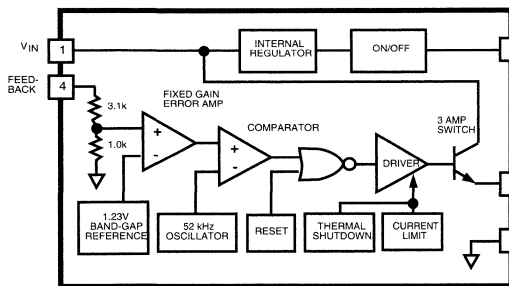 VIN
1
INTERNAL
REGULATOR
ON/OFF
FEED-
BACK
4
3.1k
1.0k
FIXED GAIN
ERROR AMP
COMPARATOR
3 AMP
SWITCH
+
-
+
-
DRIVER
1.23V
BAND-GAP
REFERENCE
52 kHz
OSCILLATOR
RESET
THERMAL
SHUTDOWN
CURRENT
LIMIT